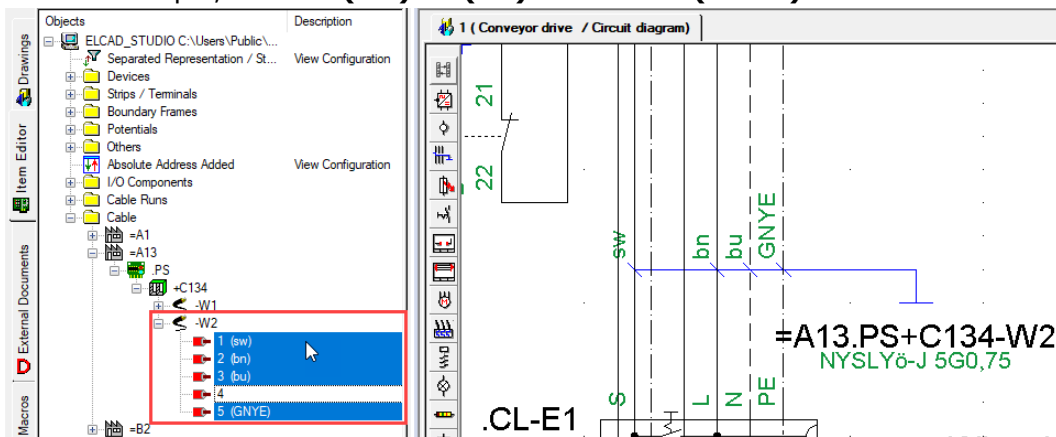 Objects
Description
ELCAD_STUDIO C:\Users\Public\...
Separated Representation / St...
View Configuration
Devices
Strips / Terminals
Boundary Frames
Potentials
Others
Absolute Address Added
View Configuration
I/O Components
Cable Runs
Cable
=A1
=A13
.PS
+C134
-W1
-W2
1 (sw)
2 (bn)
3 (bu)
4
5 (GNYE)
=B2
Drawings
Item Editor
External Documents
Macros
1 ( Conveyor drive / Circuit diagram)
21
22
sw
bn
bu
GNYE
=A13.PS+C134-W2
NYSLYö-J 5G0,75
S
L
N
PE
.CL-E1